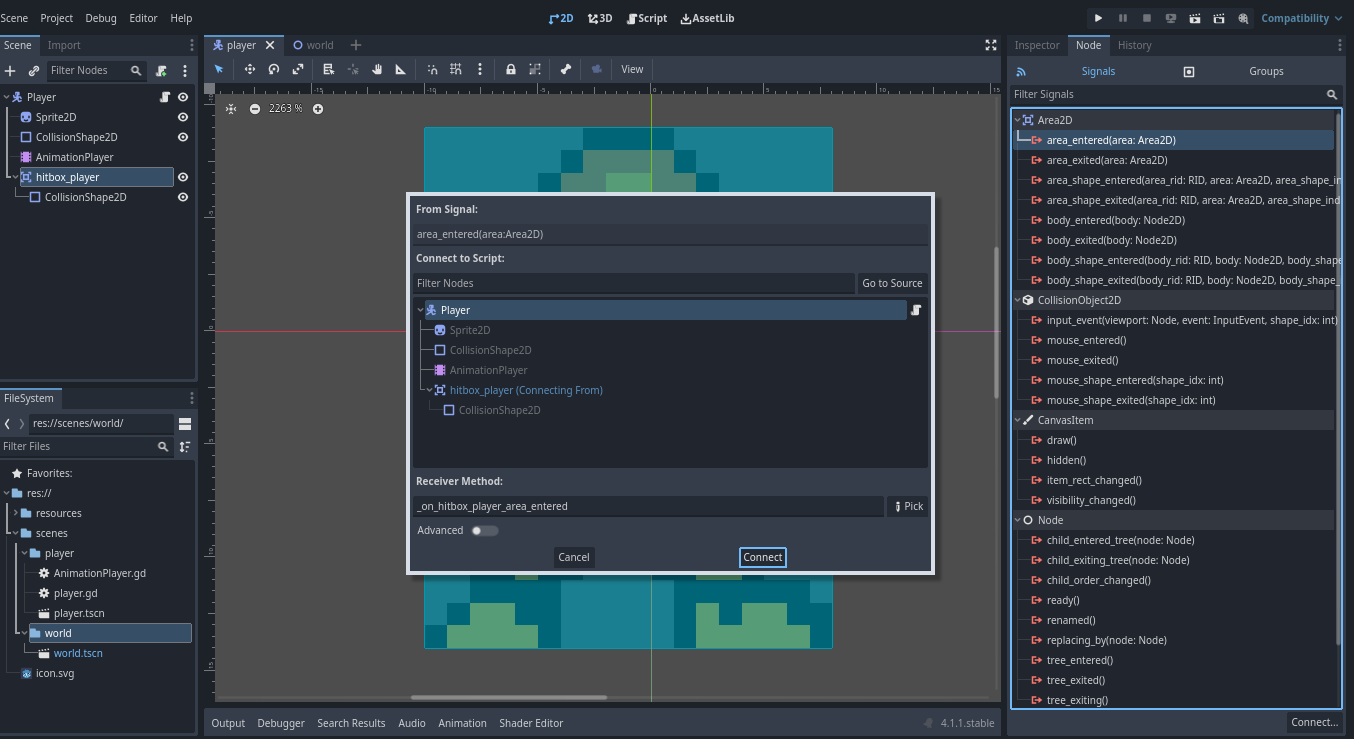 Scene Project Debug Editor Help
2D 3D Script AssetLib
Compatibility
Scene Import
Filter Nodes
Player
Sprite2D
CollisionShape2D
AnimationPlayer
hitbox_player
CollisionShape2D
FileSystem
res://scenes/world/
Filter Files
Favorites:
res://
resources
scenes
player
AnimationPlayer.gd
player.gd
player.tscn
world
world.tscn
icon.svg
player world
View
2263 %
From Signal:
area_entered(area:Area2D)
Connect to Script:
Filter Nodes Go to Source
Player
Sprite2D
CollisionShape2D
AnimationPlayer
hitbox_player (Connecting From)
CollisionShape2D
Receiver Method:
_on_hitbox_player_area_entered Pick
Advanced
Cancel Connect
Output Debugger Search Results Audio Animation Shader Editor 4.1.1.stable
Inspector Node History
Signals Groups
Filter Signals
Area2D
area_entered(area: Area2D)
area_exited(area: Area2D)
area_shape_entered(area_rid: RID, area: Area2D, area_shape_in
area_shape_exited(area_rid: RID, area: Area2D, area_shape_ind
body_entered(body: Node2D)
body_exited(body: Node2D)
body_shape_entered(body_rid: RID, body: Node2D, body_shape
body_shape_exited(body_rid: RID, body: Node2D, body_shape_
CollisionObject2D
input_event(viewport: Node, event: InputEvent, shape_idx: int)
mouse_entered()
mouse_exited()
mouse_shape_entered(shape_idx: int)
mouse_shape_exited(shape_idx: int)
CanvasItem
draw()
hidden()
item_rect_changed()
visibility_changed()
Node
child_entered_tree(node: Node)
child_exiting_tree(node: Node)
child_order_changed()
ready()
renamed()
replacing_by(node: Node)
tree_entered()
tree_exited()
tree_exiting()
Connect...